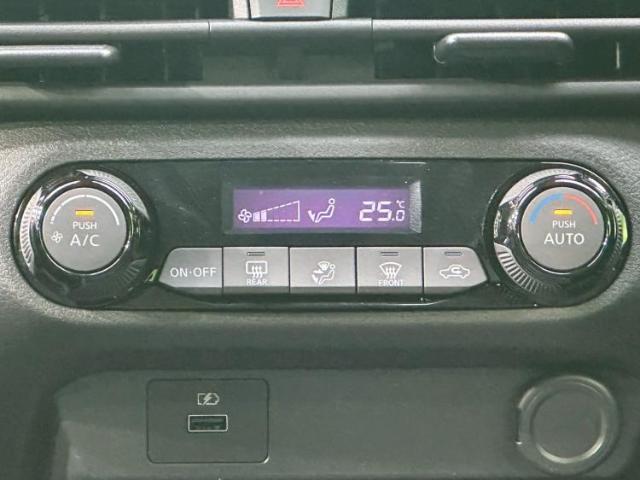 25.0 °C
PUSH
A/C
PUSH
AUTO
ON·OFF
REAR
FRONT